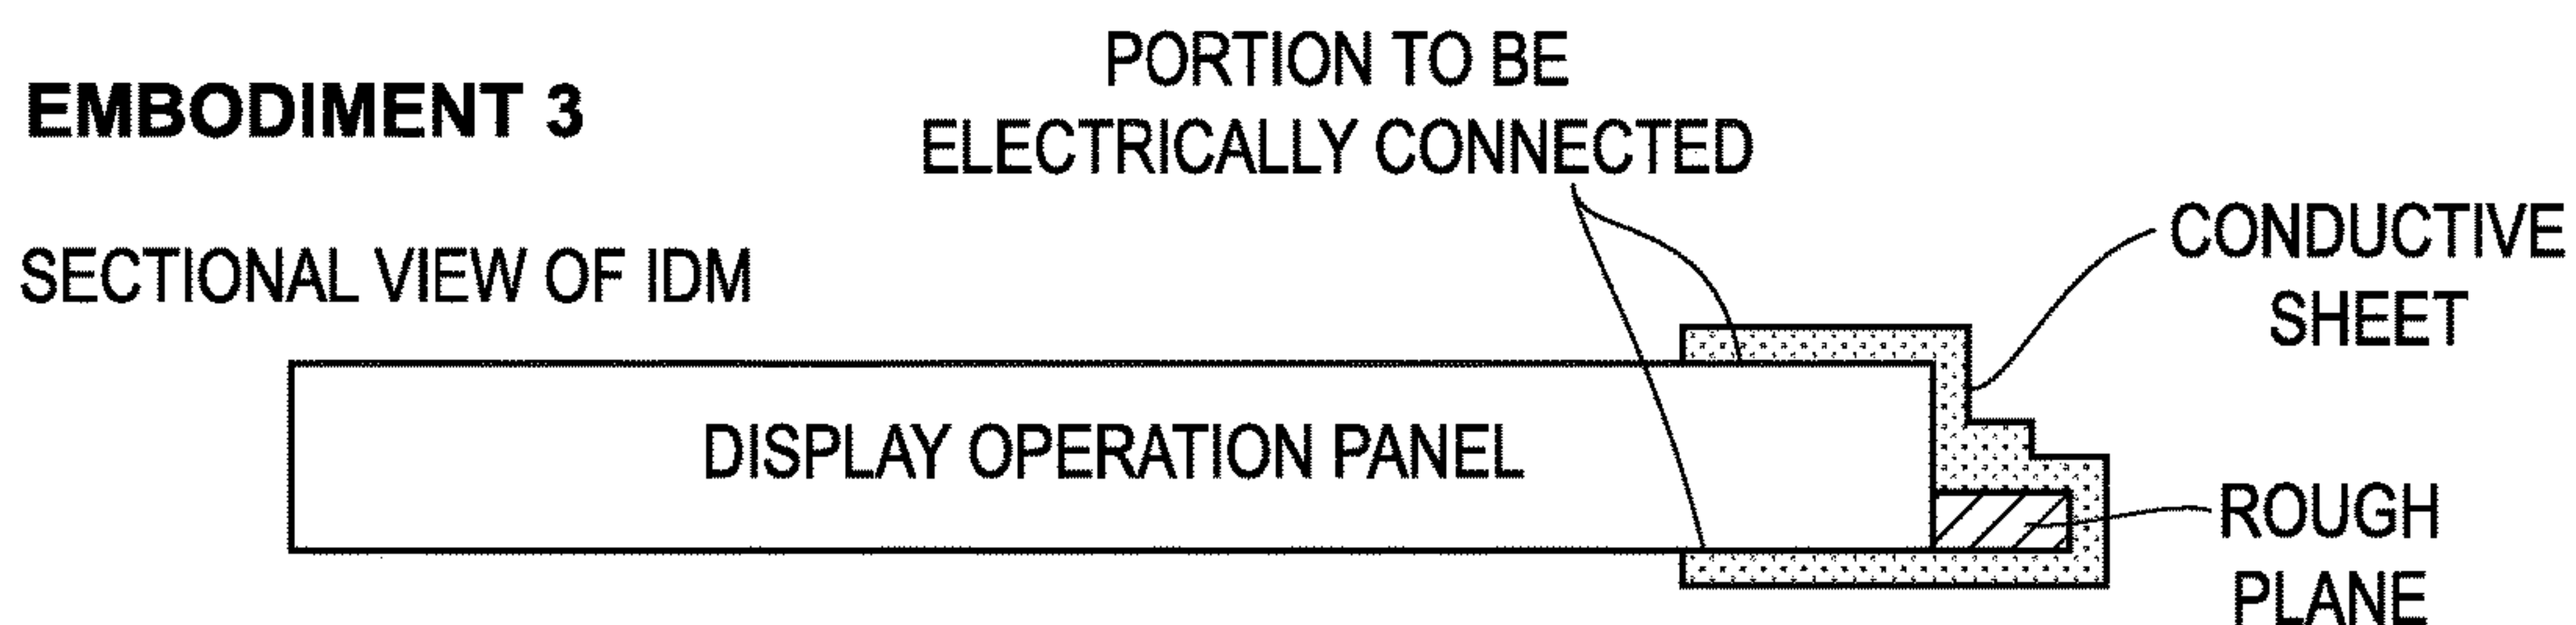 EMBODIMENT 3
SECTIONAL VIEW OF IDM
PORTION TO BE
ELECTRICALLY CONNECTED
CONDUCTIVE
SHEET
DISPLAY OPERATION PANEL
ROUGH
PLANE